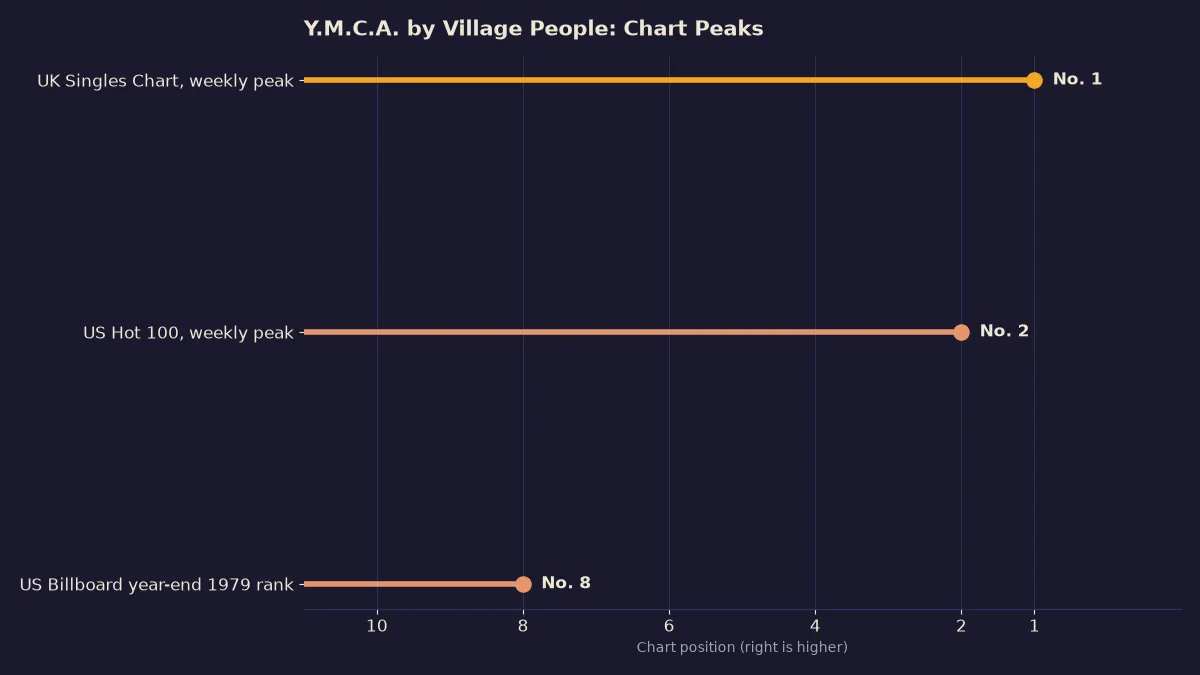 Y.M.C.A. by Village People: Chart Peaks
UK Singles Chart, weekly peak
No. 1
US Hot 100, weekly peak
No. 2
US Billboard year-end 1979 rank
No. 8
10 8 6 4 2 1
Chart position (right is higher)